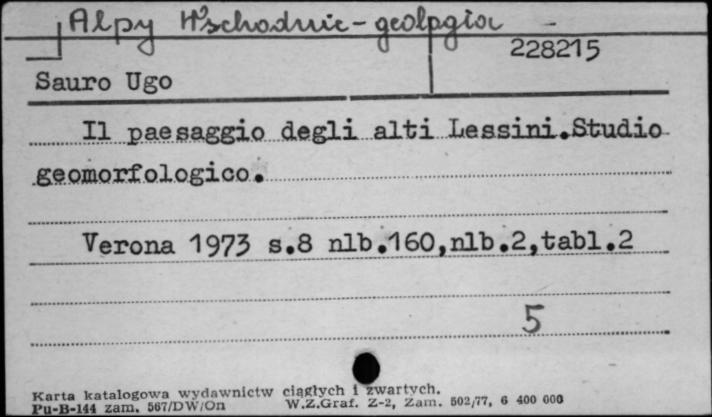 Alpy Wschodnie - geologia
228215
Sauro Ugo
Il paesaggio degli alti Lessini.Studio
geomorfologico.
Verona 1973 s.8 nlb.160,nlb.2,tabl.2
5
Karta katalogowa wydawnictw ciągłych i zwartych.
Pu-B-144 zam. 567/DW/On W.Z.Graf. Z-2, Zam. 502/77, 6 400 000